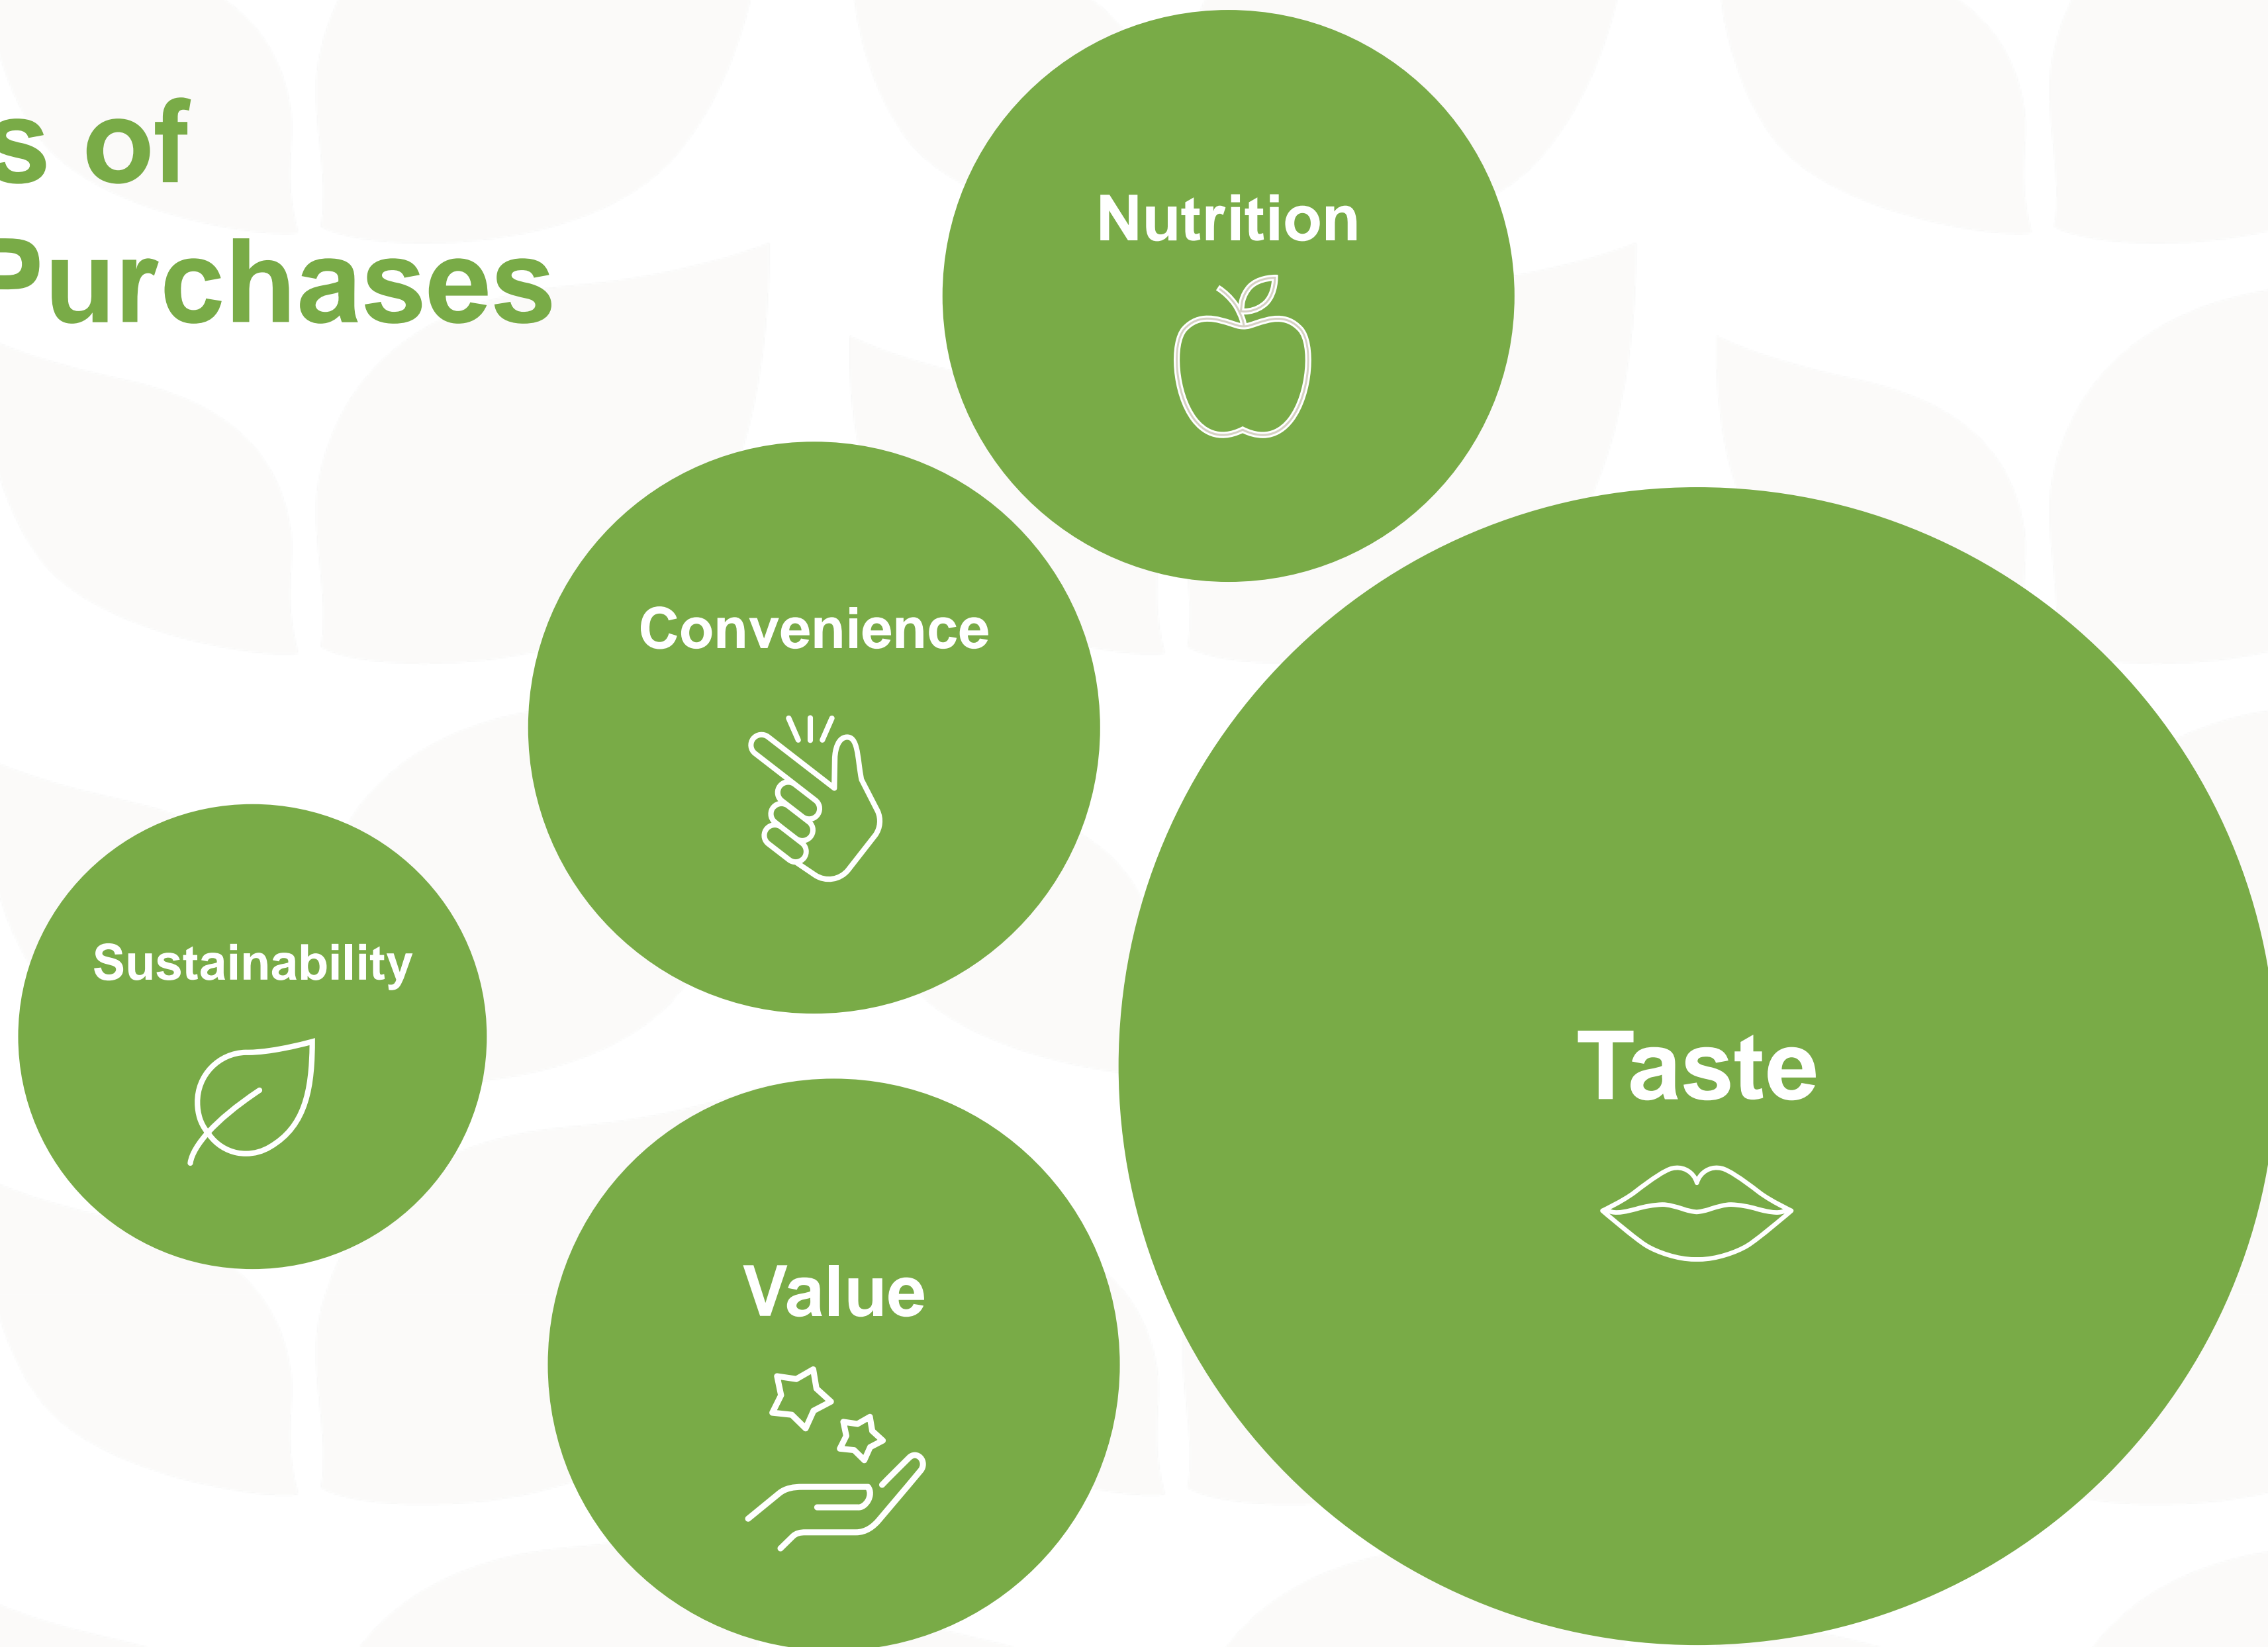 s of
Purchases
Nutrition
Convenience
Sustainability
Taste
Value